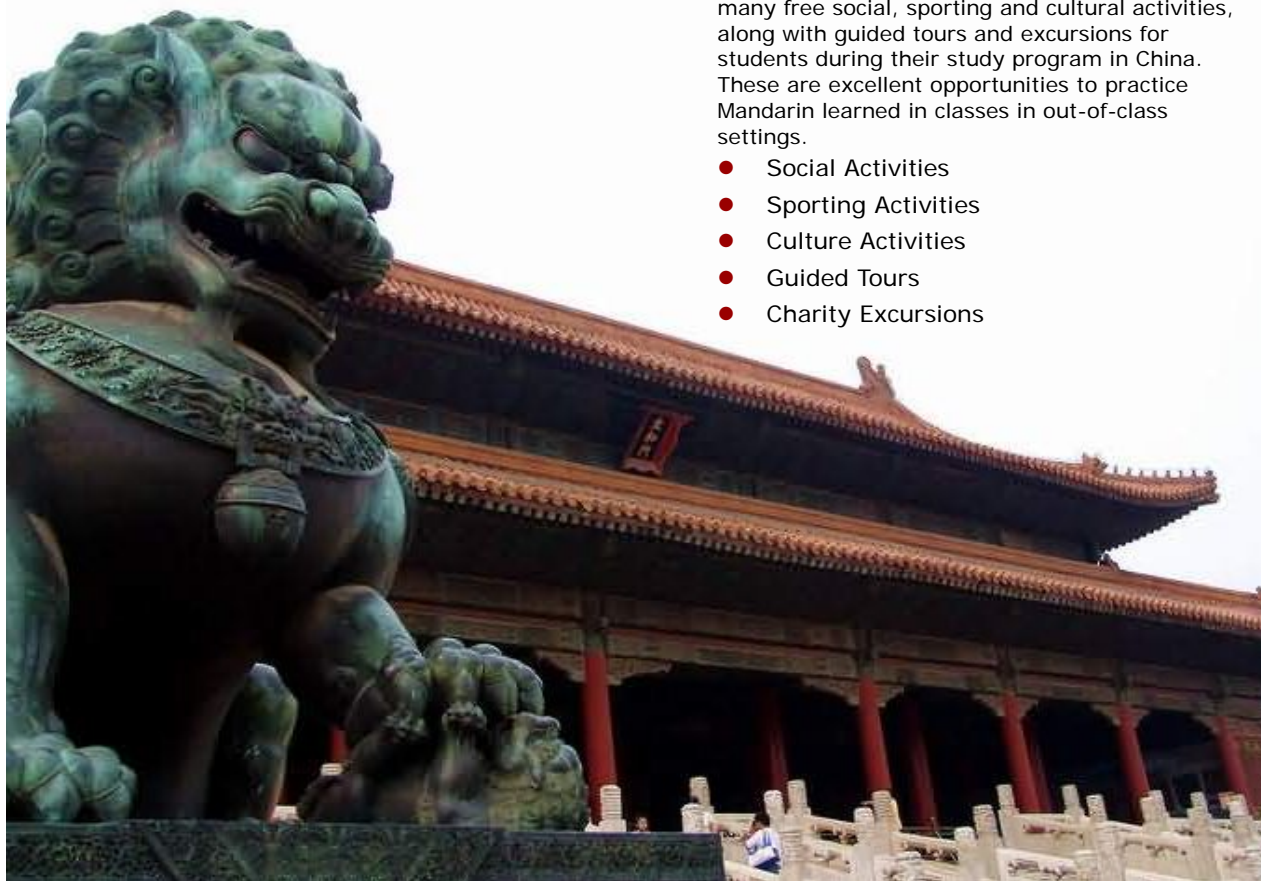 many free social, sporting and cultural activities,
along with guided tours and excursions for
students during their study program in China.
These are excellent opportunities to practice
Mandarin learned in classes in out-of-class
settings.
● Social Activities
● Sporting Activities
● Culture Activities
● Guided Tours
● Charity Excursions